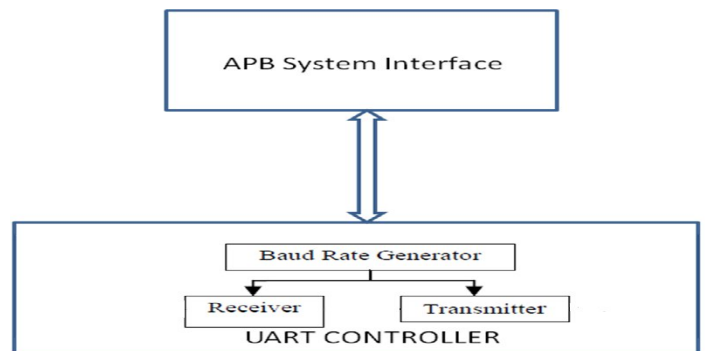 APB System Interface
Baud Rate Generator
Receiver
Transmitter
UART CONTROLLER